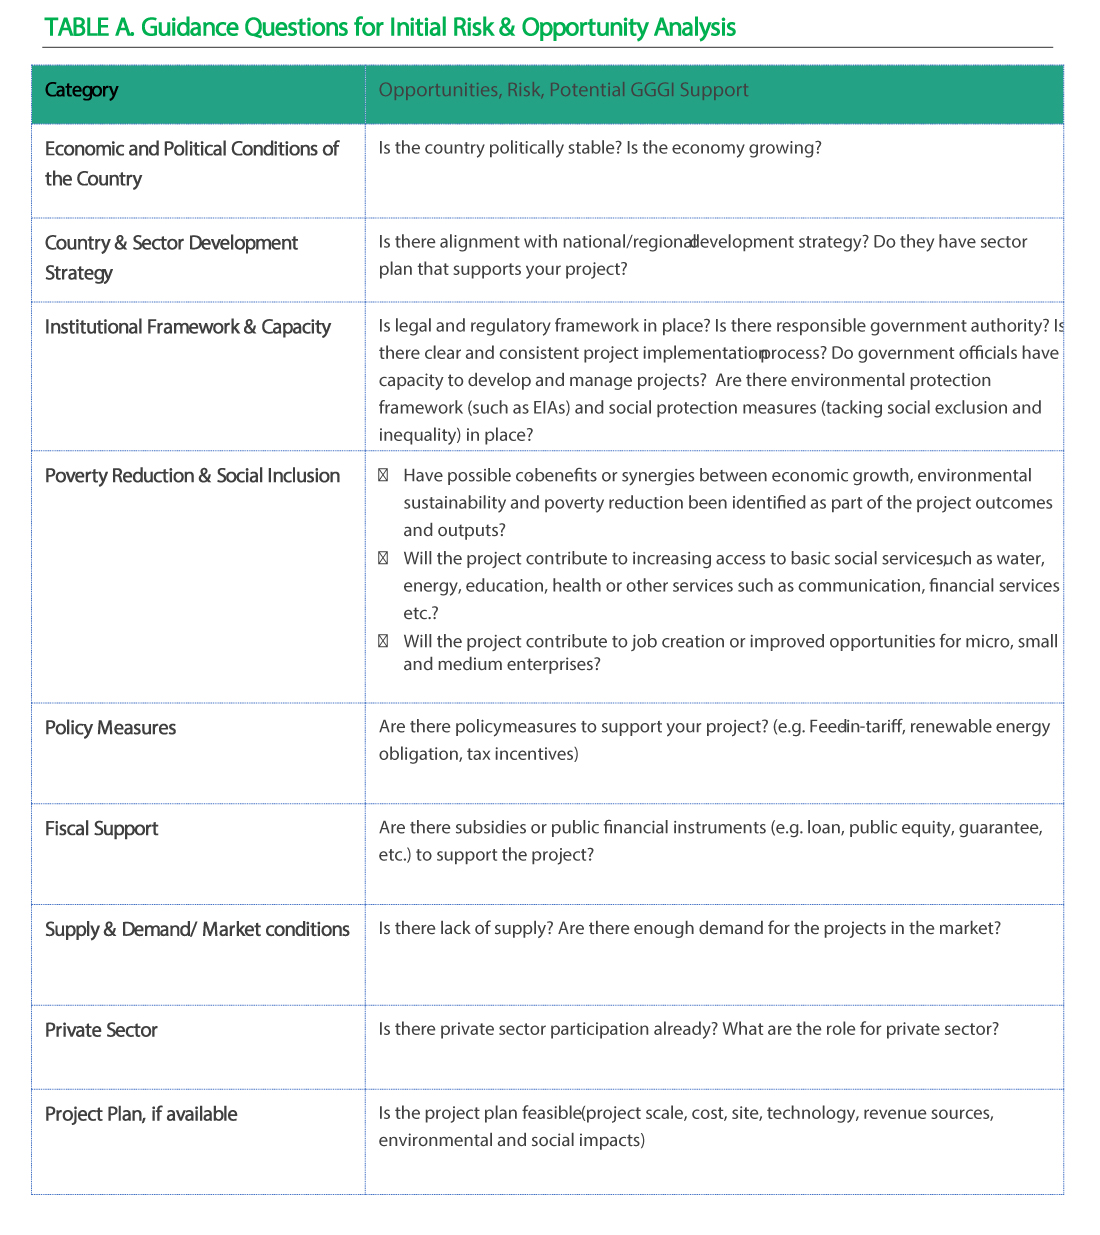 TABLE A. Guidance Questions for Initial Risk & Opportunity Analysis
Category
Opportunities, Risk, Potential GGGI Support
Economic and Political Conditions of
the Country
Is the country politically stable? Is the economy growing?
Country & Sector Development
Strategy
Is there alignment with national/regional development strategy? Do they have sector
plan that supports your project?
Institutional Framework & Capacity
Is legal and regulatory framework in place? Is there responsible government authority? Is
there clear and consistent project implementation process? Do government officials have
capacity to develop and manage projects? Are there environmental protection
framework (such as EIAs) and social protection measures (tacking social exclusion and
inequality) in place?
Poverty Reduction & Social Inclusion
Have possible co-benefits or synergies between economic growth, environmental
sustainability and poverty reduction been identified as part of the project outcomes
and outputs?
Will the project contribute to increasing access to basic social services, such as water,
energy, education, health or other services such as communication, financial services
etc.?
Will the project contribute to job creation or improved opportunities for micro, small
and medium enterprises?
Policy Measures
Are there policy measures to support your project? (e.g. Feed-in-tariff, renewable energy
obligation, tax incentives)
Fiscal Support
Are there subsidies or public financial instruments (e.g. loan, public equity, guarantee,
etc.) to support the project?
Supply & Demand/ Market conditions
Is there lack of supply? Are there enough demand for the projects in the market?
Private Sector
Is there private sector participation already? What are the role for private sector?
Project Plan, if available
Is the project plan feasible(project scale, cost, site, technology, revenue sources,
environmental and social impacts)